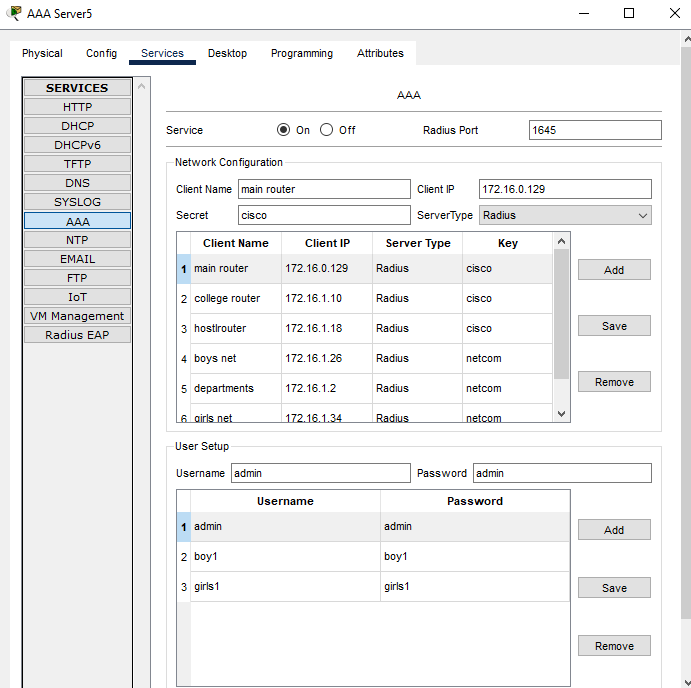 AAA Server5
Physical Config Services Desktop Programming Attributes
SERVICES
HTTP
DHCP
DHCPv6
TFTP
DNS
SYSLOG
AAA
NTP
EMAIL
FTP
IoT
VM Management
Radius EAP
AAA
Service On Off Radius Port 1645
Network Configuration
Client Name main router Client IP 172.16.0.129
Secret cisco ServerType Radius
Client Name Client IP Server Type Key
1 main router 172.16.0.129 Radius cisco
2 college router 172.16.1.10 Radius cisco
3 hostlrouter 172.16.1.18 Radius cisco
4 boys net 172.16.1.26 Radius netcom
5 departments 172.16.1.2 Radius netcom
6 girls net 172.16.1.34 Radius netcom
Add
Save
Remove
User Setup
Username admin Password admin
Username Password
1 admin admin
2 boy1 boy1
3 girls1 girls1
Add
Save
Remove